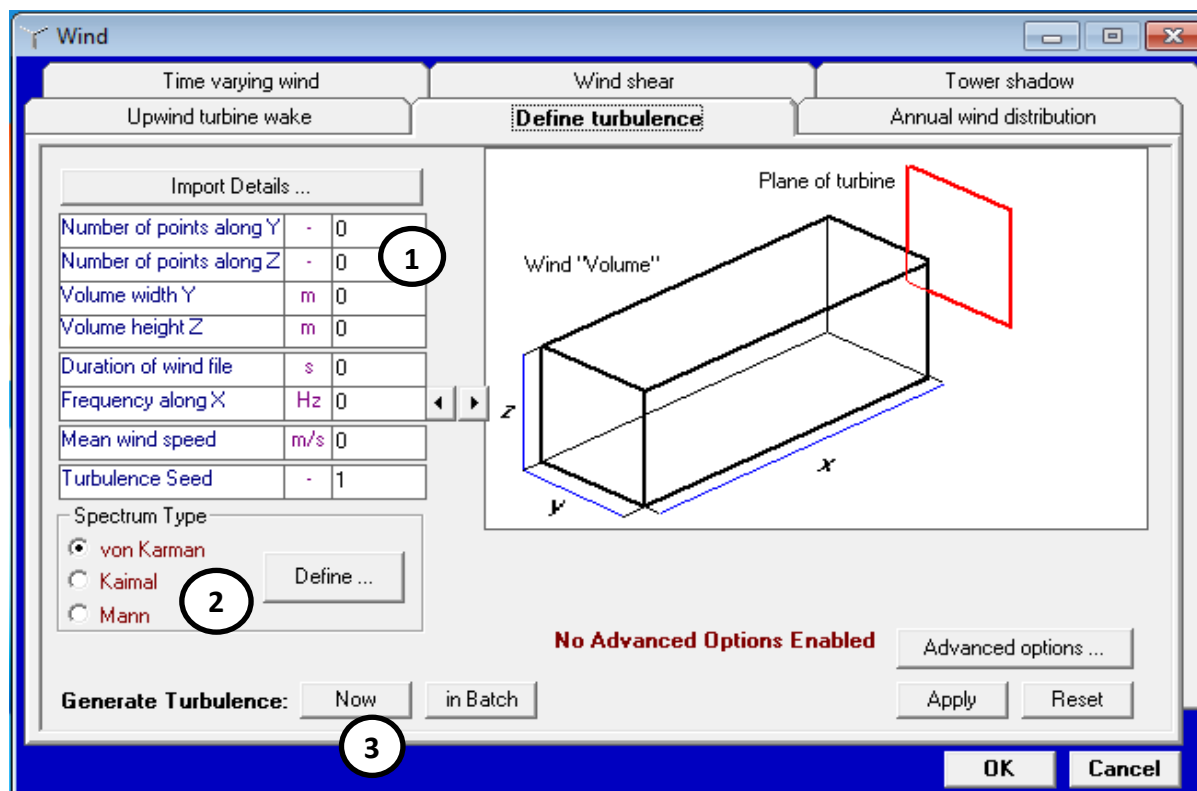 Wind
Time varying wind Wind shear Tower shadow
Upwind turbine wake Define turbulence Annual wind distribution
Import Details ...
Number of points along Y - 0
Number of points along Z - 0
1
Volume width Y m 0
Volume height Z m 0
Duration of wind file s 0
Frequency along X Hz 0
Mean wind speed m/s 0
Turbulence Seed - 1
Plane of turbine
Wind "Volume"
z
x
y
Spectrum Type
von Karman
Kaimal
Mann
2
Define ...
No Advanced Options Enabled Advanced options ...
Generate Turbulence: Now in Batch Apply Reset
3
OK Cancel